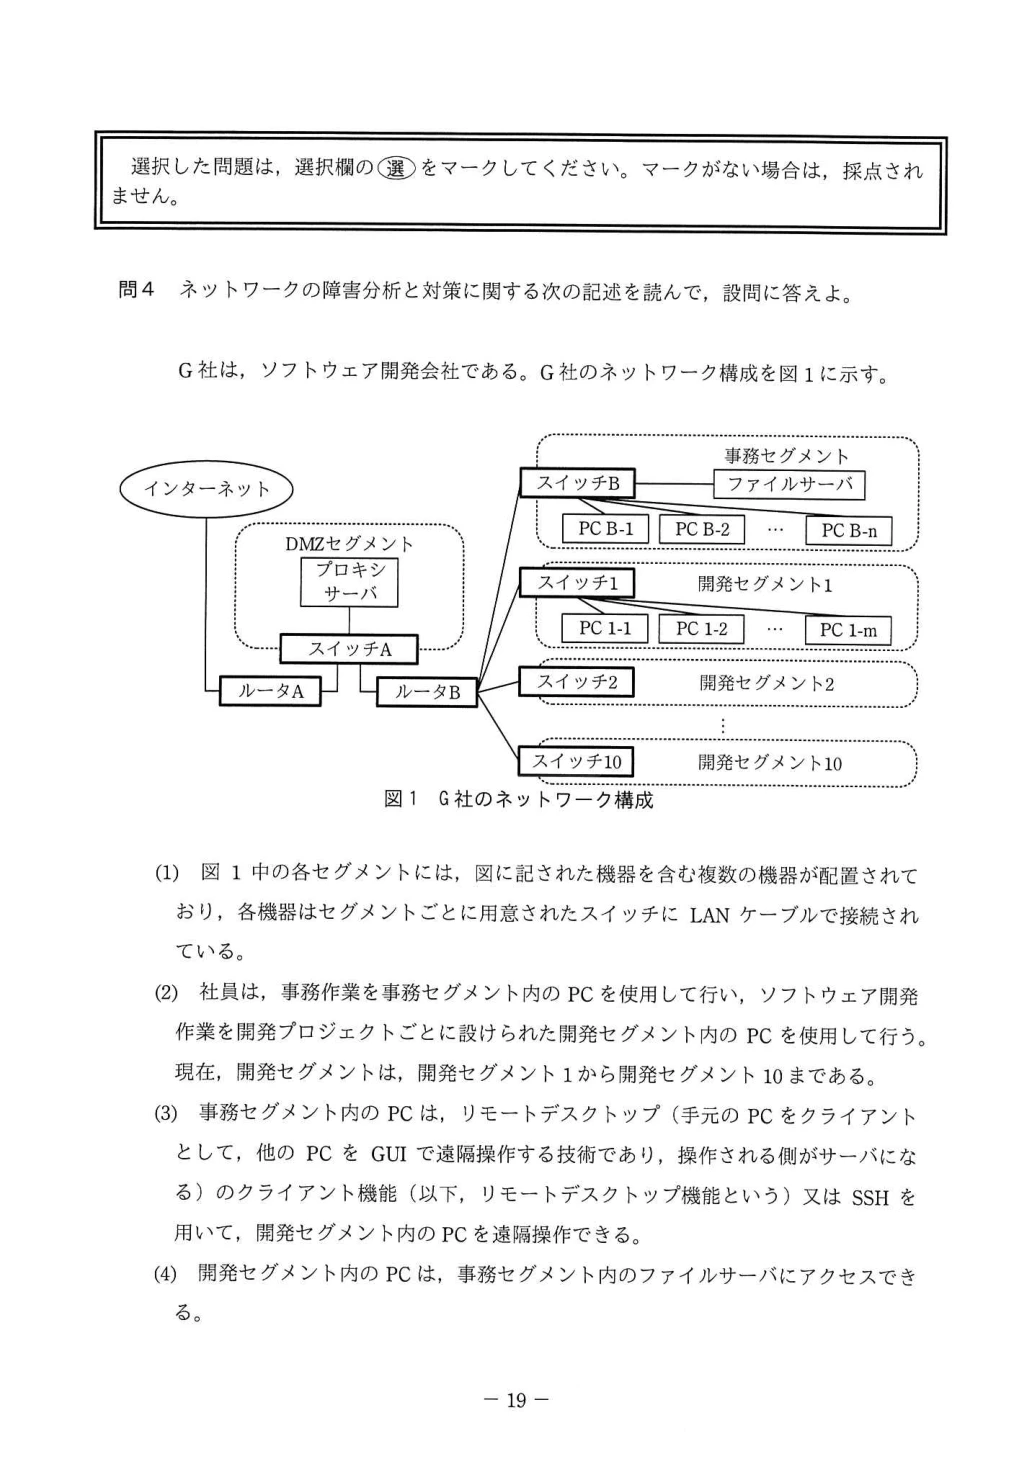 選択した問題は，選択欄の選をマークしてください。マークがない場合は，採点され
ません。
問4　ネットワークの障害分析と対策に関する次の記述を読んで，設問に答えよ。
G社は，ソフトウェア開発会社である。G社のネットワーク構成を図1に示す。
インターネット
DMZセグメント
プロキシ
サーバ
スイッチA
ルータA
ルータB
事務セグメント
スイッチB
ファイルサーバ
PC B-1
PC B-2
…
PC B-n
スイッチ1
開発セグメント1
PC 1-1
PC 1-2
…
PC 1-m
スイッチ2
開発セグメント2
⋮
スイッチ10
開発セグメント10
図1　G社のネットワーク構成
(1)　図1中の各セグメントには，図に記された機器を含む複数の機器が配置されて
おり，各機器はセグメントごとに用意されたスイッチに LAN ケーブルで接続され
ている。
(2)　社員は，事務作業を事務セグメント内の PC を使用して行い，ソフトウェア開発
作業を開発プロジェクトごとに設けられた開発セグメント内の PC を使用して行う。
現在，開発セグメントは，開発セグメント1から開発セグメント10まである。
(3)　事務セグメント内の PC は，リモートデスクトップ（手元の PC をクライアント
として，他の PC を GUI で遠隔操作する技術であり，操作される側がサーバにな
る）のクライアント機能（以下，リモートデスクトップ機能という）又は SSH を
用いて，開発セグメント内の PC を遠隔操作できる。
(4)　開発セグメント内の PC は，事務セグメント内のファイルサーバにアクセスでき
る。
－ 19 －